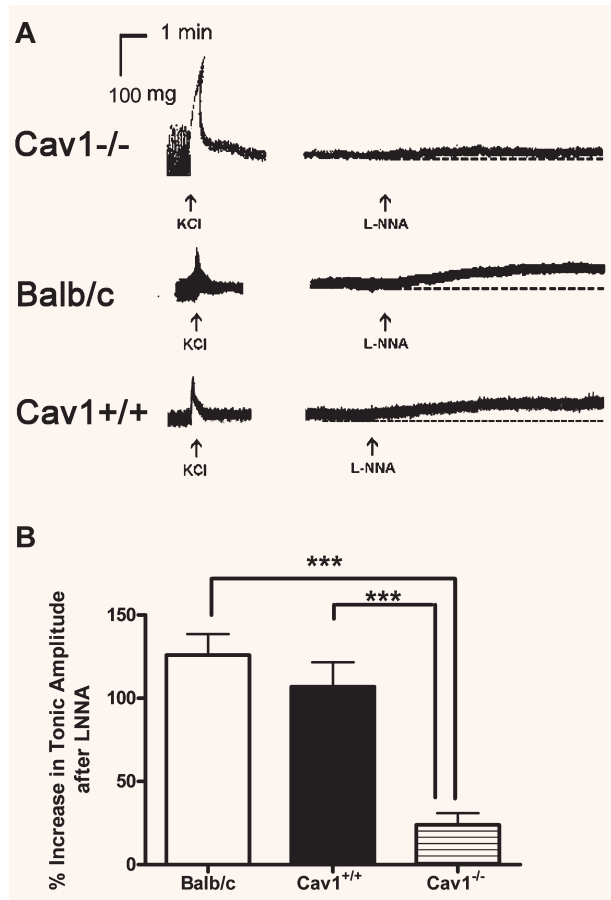 A
1 min
100 mg
Cav1-/-
KCl
L-NNA
Balb/c
KCl
L-NNA
Cav1+/+
KCl
L-NNA
B
***
***
% Increase in Tonic Amplitude
after LNNA
150
100
50
0
Balb/c
Cav1+/+
Cav1-/-